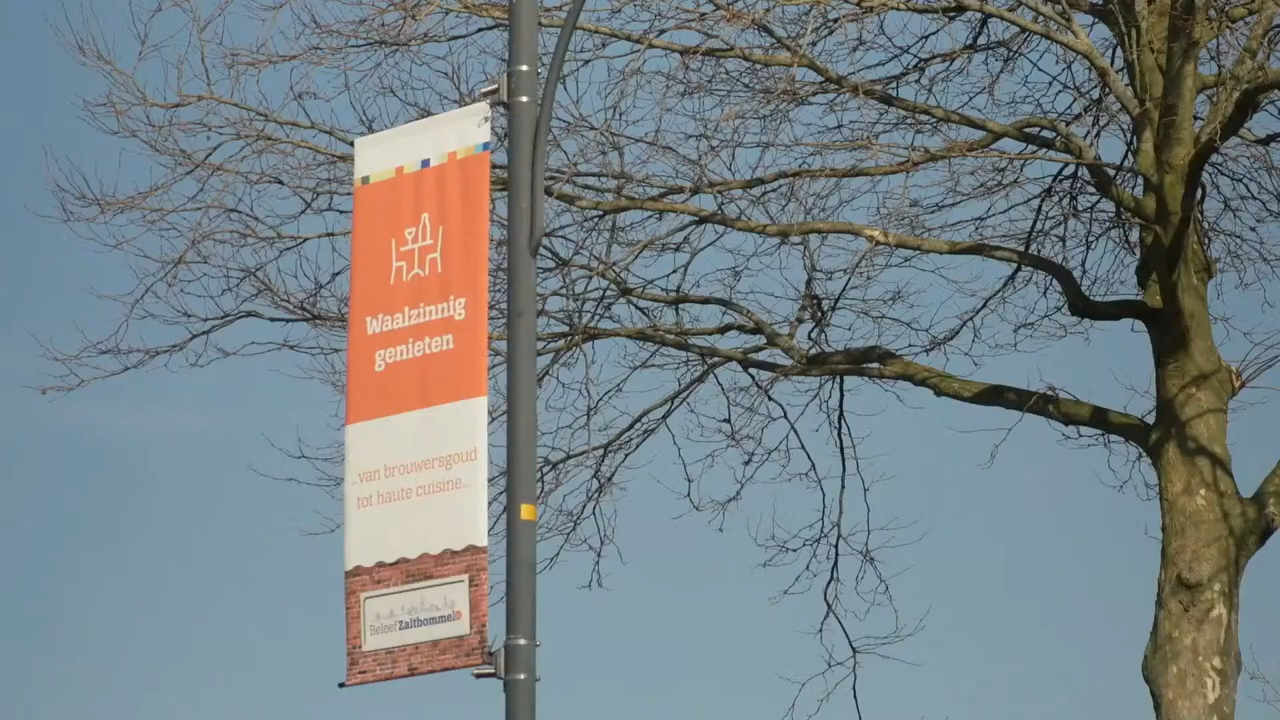 Waalzinnig
genieten
...van brouwersgoud
tot haute cuisine...
BeleefZaltbommel